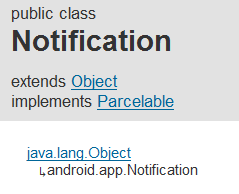 public class
Notification
extends Object
implements Parcelable
java.lang.Object
↳android.app.Notification